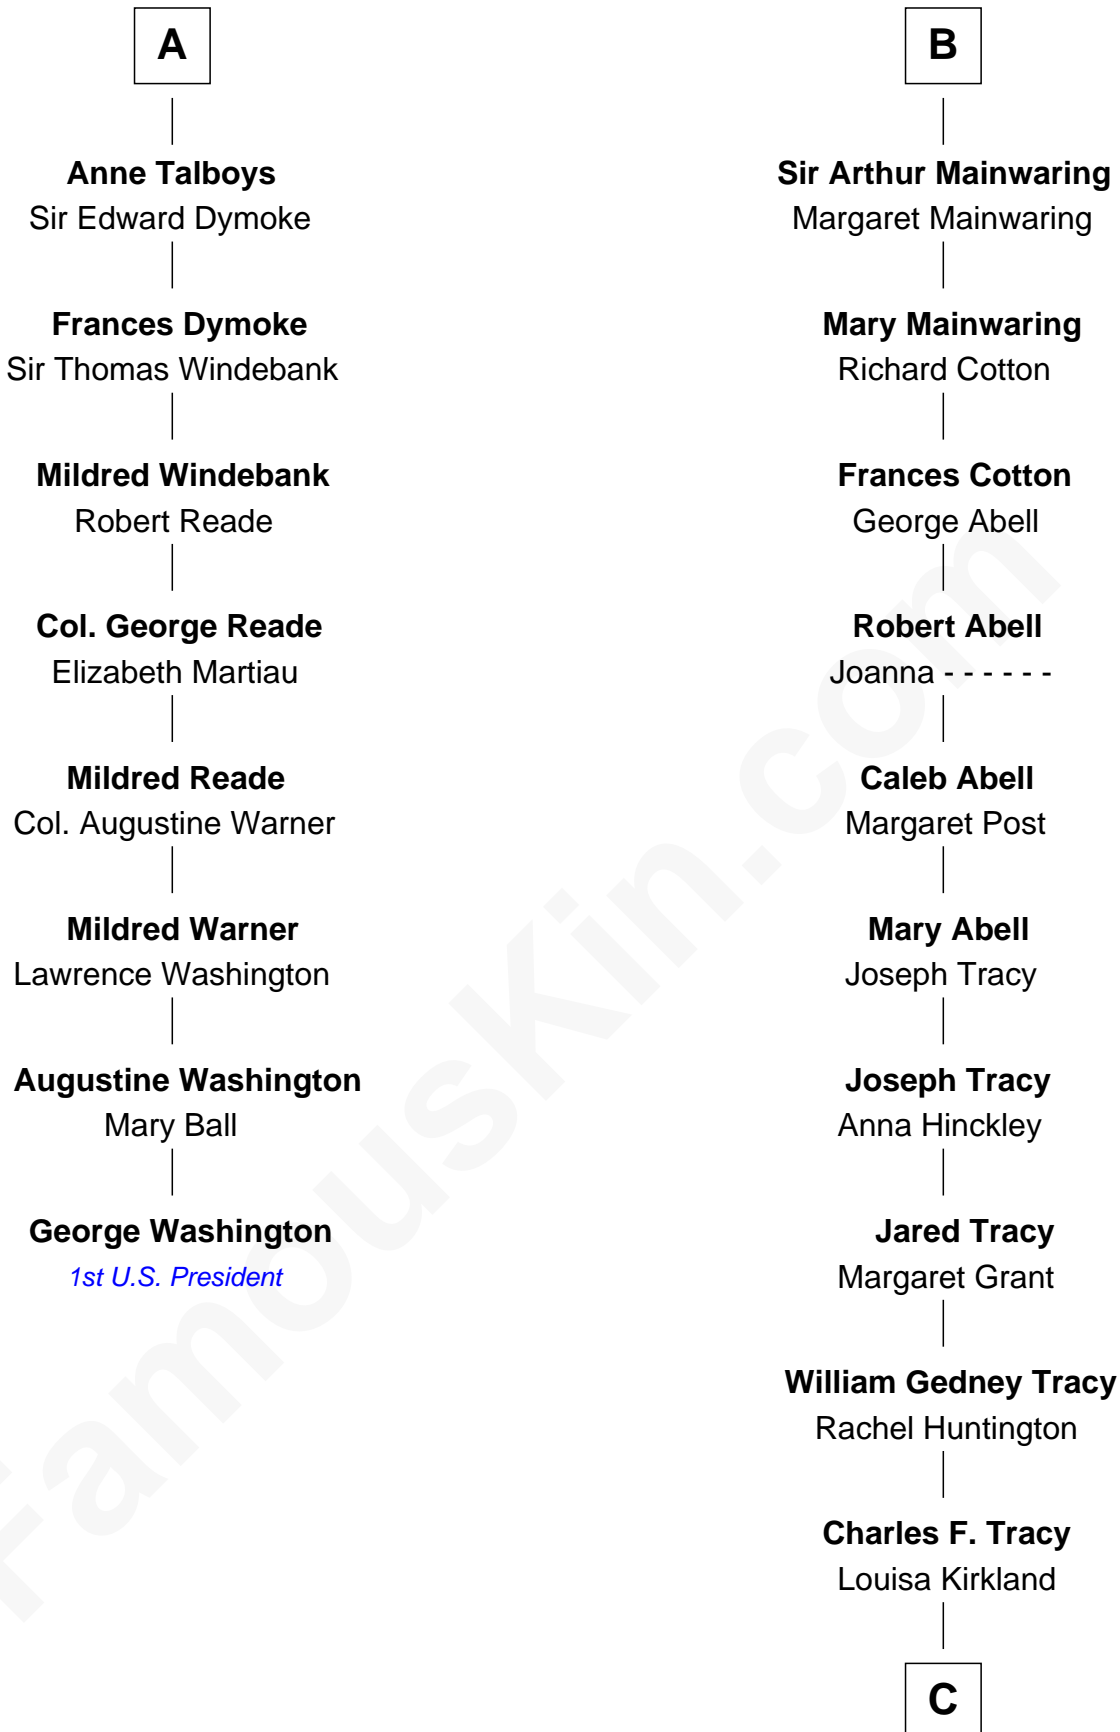 A
Anne Talboys
Sir Edward Dymoke
Frances Dymoke
Sir Thomas Windebank
Mildred Windebank
Robert Reade
Col. George Reade
Elizabeth Martiau
Mildred Reade
Col. Augustine Warner
Mildred Warner
Lawrence Washington
Augustine Washington
Mary Ball
George Washington
1st U.S. President
B
Sir Arthur Mainwaring
Margaret Mainwaring
Mary Mainwaring
Richard Cotton
Frances Cotton
George Abell
Robert Abell
Joanna - - - - - -
Caleb Abell
Margaret Post
Mary Abell
Joseph Tracy
Joseph Tracy
Anna Hinckley
Jared Tracy
Margaret Grant
William Gedney Tracy
Rachel Huntington
Charles F. Tracy
Louisa Kirkland
C
FamousKin.com